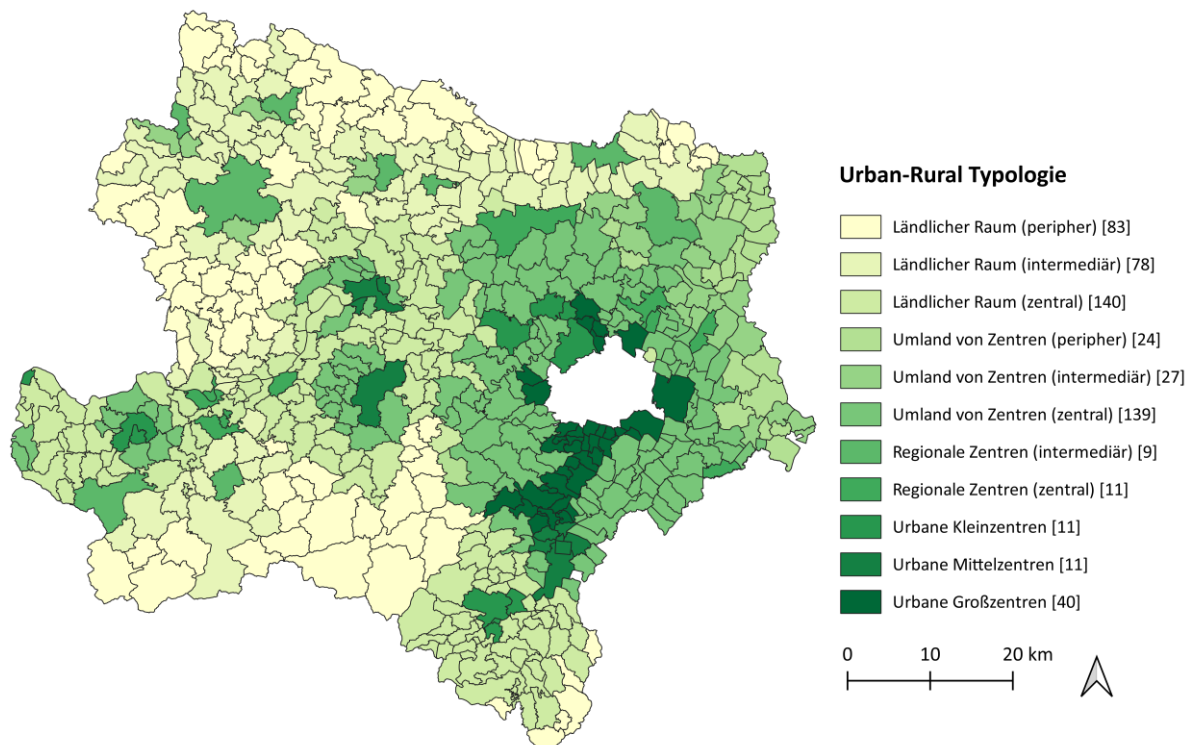 Urban-Rural Typologie
Ländlicher Raum (peripher) [83]
Ländlicher Raum (intermediär) [78]
Ländlicher Raum (zentral) [140]
Umland von Zentren (peripher) [24]
Umland von Zentren (intermediär) [27]
Umland von Zentren (zentral) [139]
Regionale Zentren (intermediär) [9]
Regionale Zentren (zentral) [11]
Urbane Kleinzentren [11]
Urbane Mittelzentren [11]
Urbane Großzentren [40]
0 10 20 km